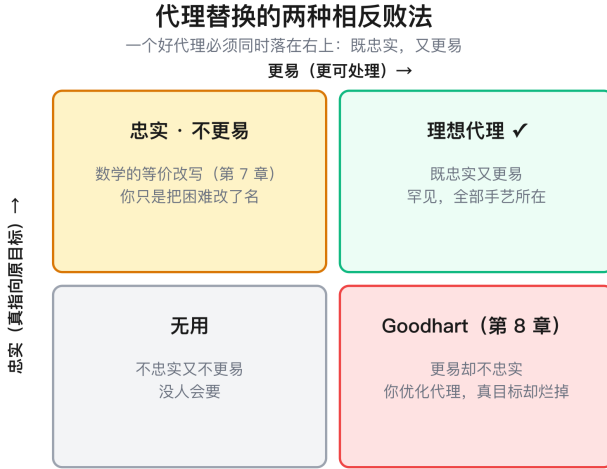 代理替换的两种相反败法
一个好代理必须同时落在右上：既忠实，又更易
更易（更可处理）→
忠实（真指向原目标）→
忠实 · 不更易
数学的等价改写（第 7 章）
你只是把困难改了名
理想代理 ✓
既忠实又更易
罕见，全部手艺所在
无用
不忠实又不更易
没人会要
Goodhart（第 8 章）
更易却不忠实
你优化代理，真目标却烂掉